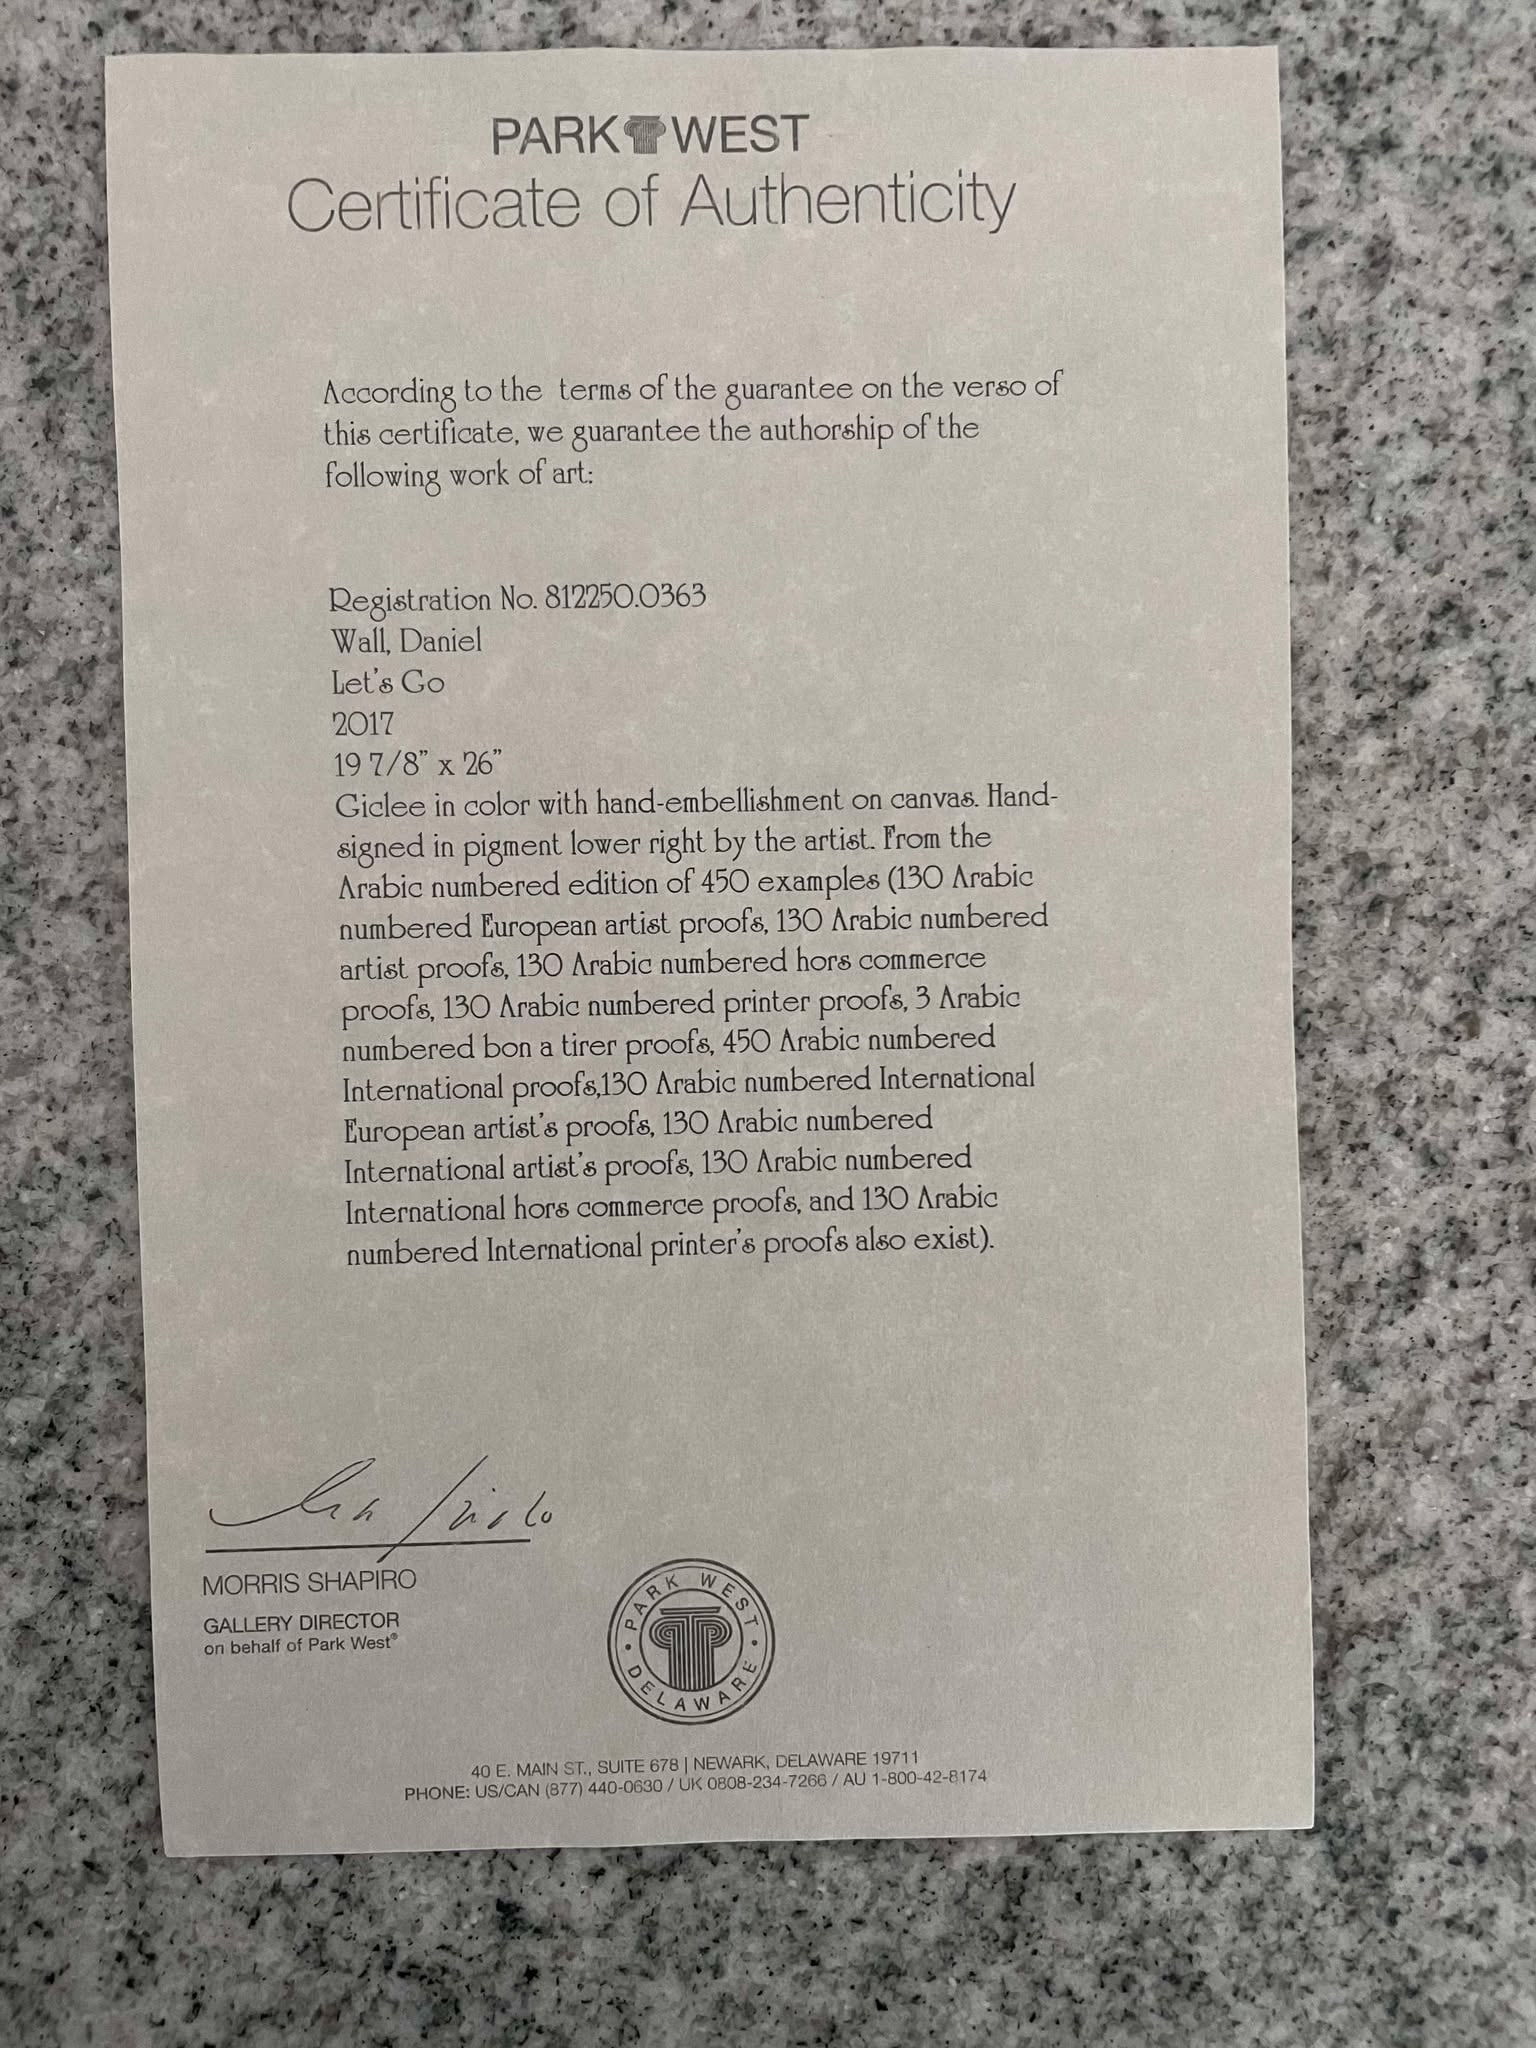 PARK WEST
Certificate of Authenticity
According to the terms of the guarantee on the verso of
this certificate, we guarantee the authorship of the
following work of art:
Registration No. 812250.0363
Wall, Daniel
Let's Go
2017
19 7/8" x 26"
Giclee in color with hand-embellishment on canvas. Hand-
signed in pigment lower right by the artist. From the
Arabic numbered edition of 450 examples (130 Arabic
numbered European artist proofs, 130 Arabic numbered
artist proofs, 130 Arabic numbered hors commerce
proofs, 130 Arabic numbered printer proofs, 3 Arabic
numbered bon a tirer proofs, 450 Arabic numbered
International proofs,130 Arabic numbered International
European artist's proofs, 130 Arabic numbered
International artist's proofs, 130 Arabic numbered
International hors commerce proofs, and 130 Arabic
numbered International printer's proofs also exist).
MORRIS SHAPIRO
GALLERY DIRECTOR
on behalf of Park West®
PARK WEST
• DELAWARE •
40 E. MAIN ST., SUITE 678 | NEWARK, DELAWARE 19711
PHONE: US/CAN (877) 440-0630 / UK 0808-234-7266 / AU 1-800-42-8174